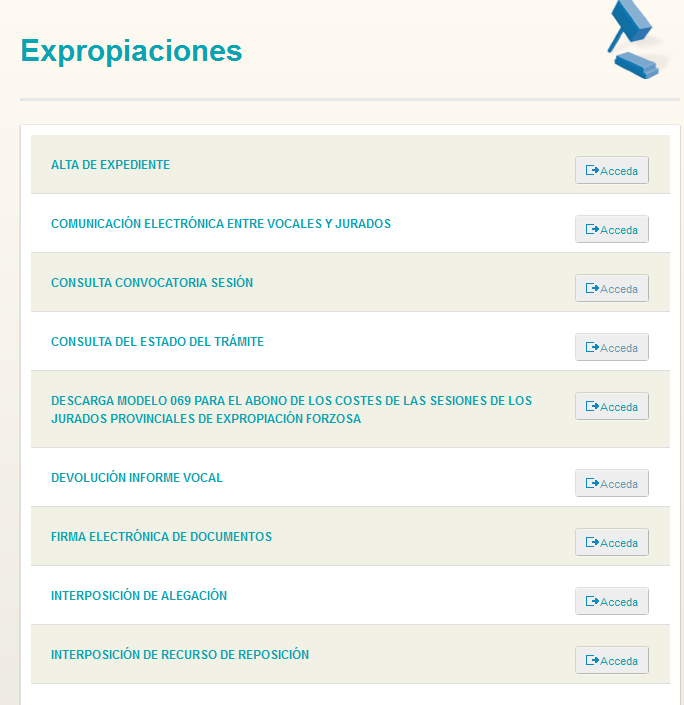 Expropiaciones
ALTA DE EXPEDIENTE
Acceda
COMUNICACIÓN ELECTRÓNICA ENTRE VOCALES Y JURADOS
Acceda
CONSULTA CONVOCATORIA SESIÓN
Acceda
CONSULTA DEL ESTADO DEL TRÁMITE
Acceda
DESCARGA MODELO 069 PARA EL ABONO DE LOS COSTES DE LAS SESIONES DE LOS
JURADOS PROVINCIALES DE EXPROPIACIÓN FORZOSA
Acceda
DEVOLUCIÓN INFORME VOCAL
Acceda
FIRMA ELECTRÓNICA DE DOCUMENTOS
Acceda
INTERPOSICIÓN DE ALEGACIÓN
Acceda
INTERPOSICIÓN DE RECURSO DE REPOSICIÓN
Acceda